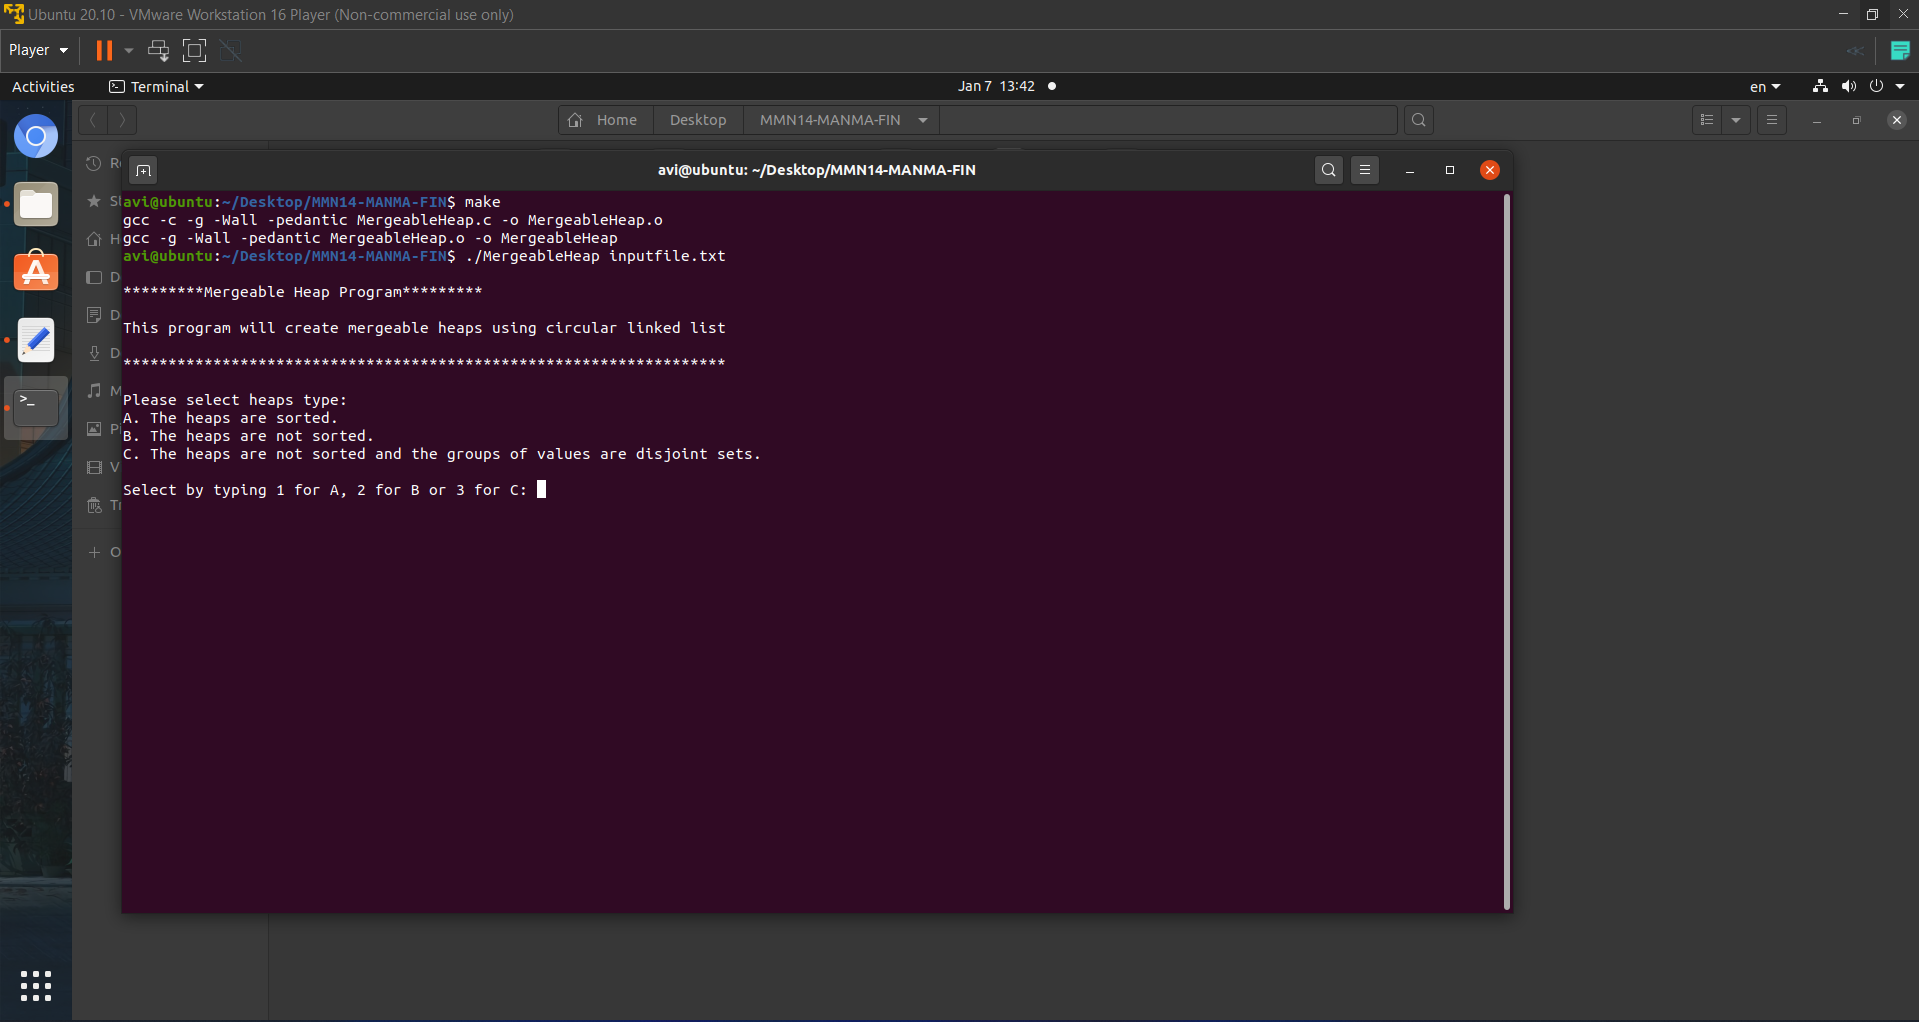 Ubuntu 20.10 - VMware Workstation 16 Player (Non-commercial use only)
Player
Activities
Terminal
Jan 7 13:42
en
Home
Desktop
MMN14-MANMA-FIN
avi@ubuntu: ~/Desktop/MMN14-MANMA-FIN
avi@ubuntu:~/Desktop/MMN14-MANMA-FIN$ make
gcc -c -g -Wall -pedantic MergeableHeap.c -o MergeableHeap.o
gcc -g -Wall -pedantic MergeableHeap.o -o MergeableHeap
avi@ubuntu:~/Desktop/MMN14-MANMA-FIN$ ./MergeableHeap inputfile.txt
*********Mergeable Heap Program*********
This program will create mergeable heaps using circular linked list
*******************************************************************
Please select heaps type:
A. The heaps are sorted.
B. The heaps are not sorted.
C. The heaps are not sorted and the groups of values are disjoint sets.
Select by typing 1 for A, 2 for B or 3 for C: